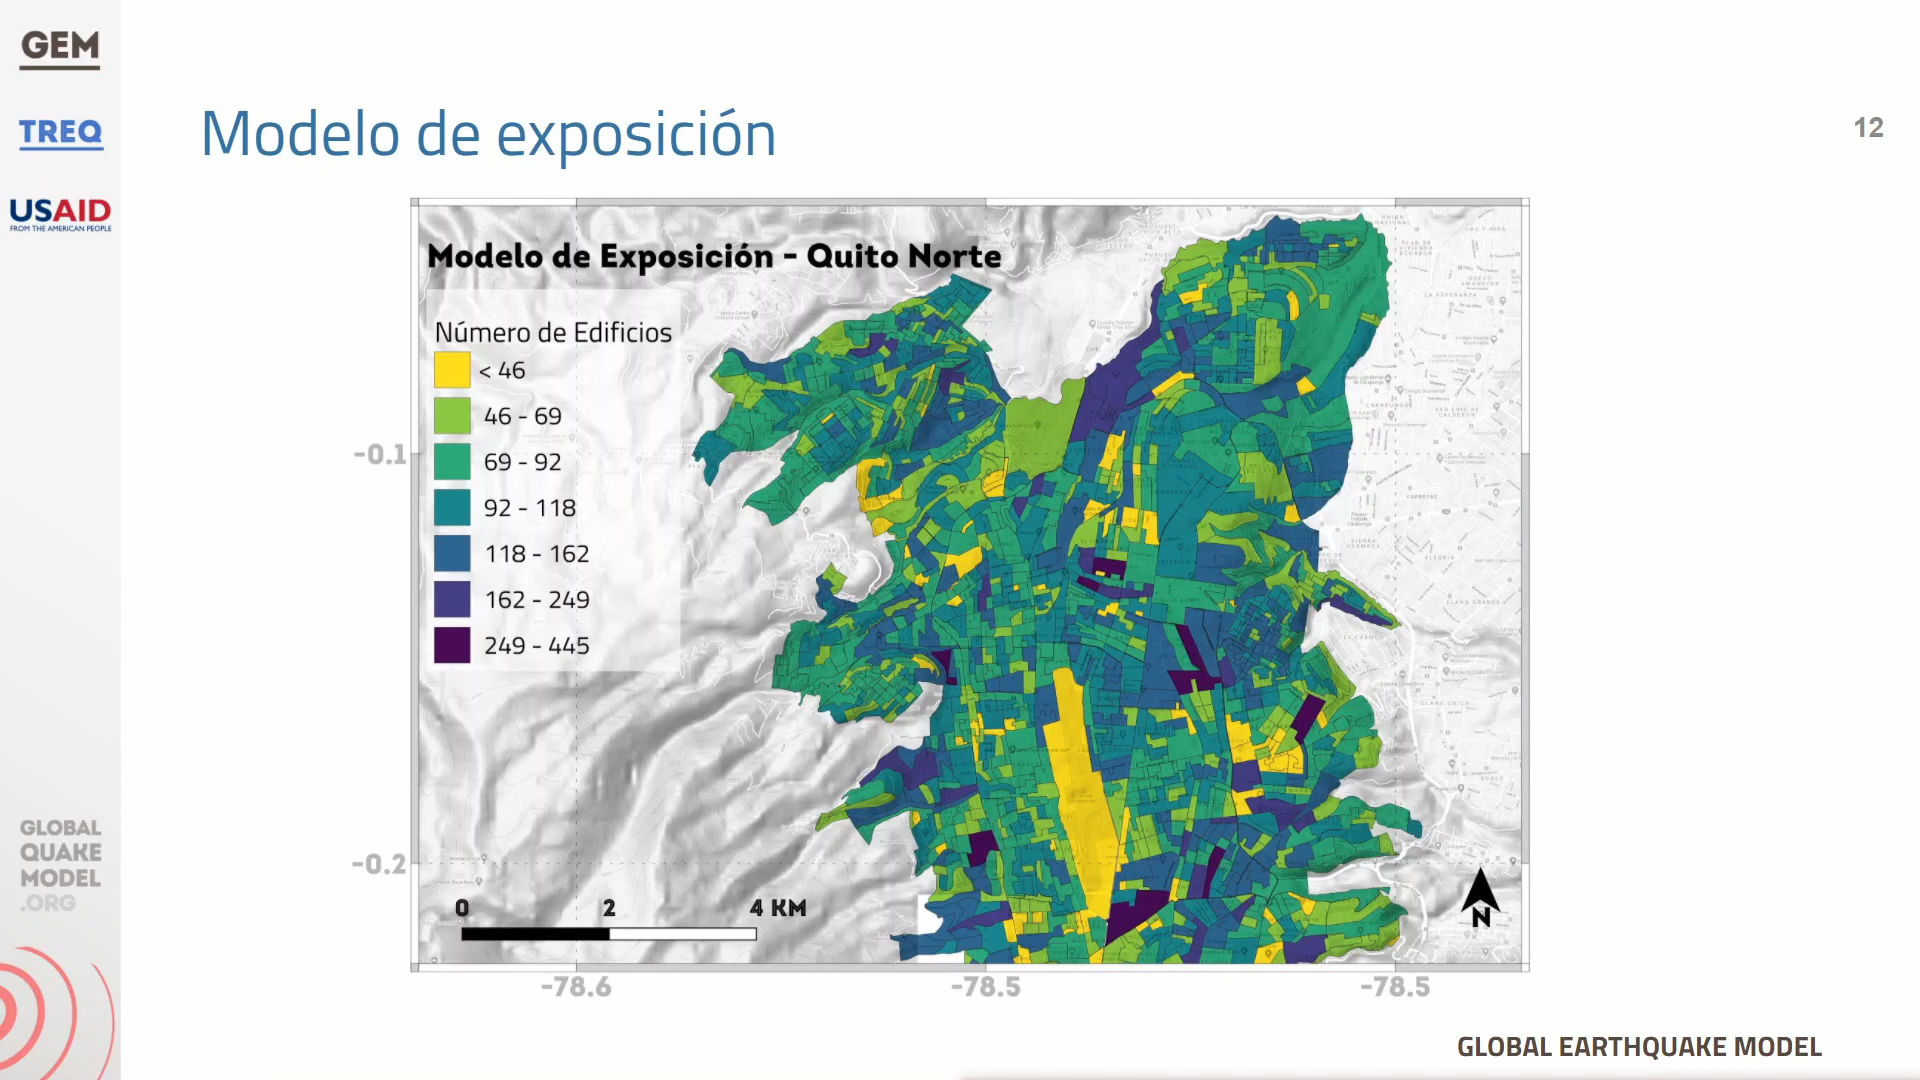 GEM
TREQ
USAID
FROM THE AMERICAN PEOPLE
Modelo de exposición
12
Modelo de Exposición - Quito Norte
Número de Edificios
< 46
46 - 69
69 - 92
92 - 118
118 - 162
162 - 249
249 - 445
-0.1
-0.2
0 2 4 KM
N
-78.6 -78.5 -78.5
GLOBAL
QUAKE
MODEL
.ORG
GLOBAL EARTHQUAKE MODEL